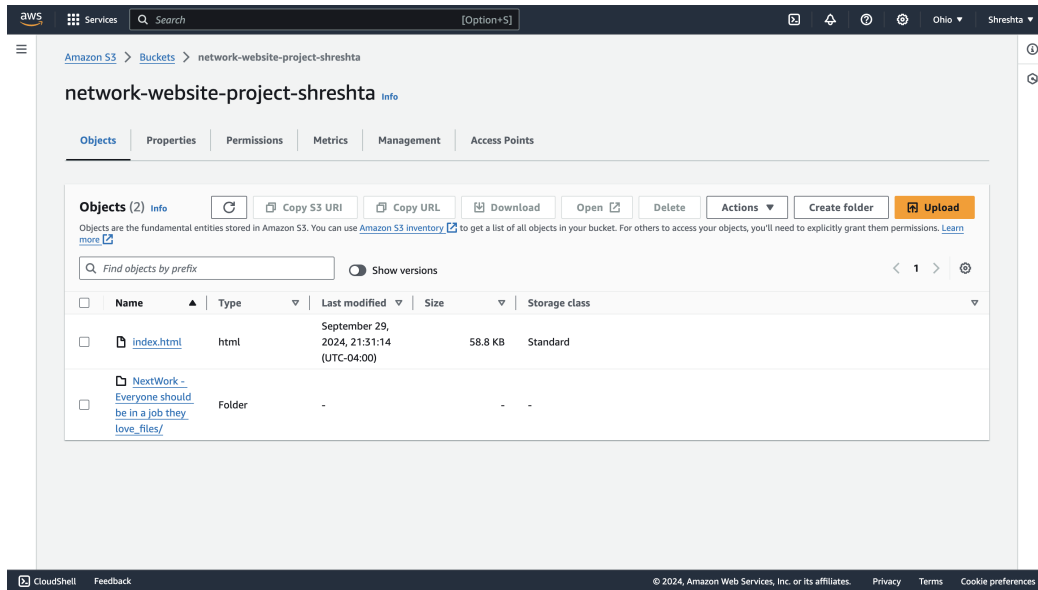 aws
Services
Search
[Option+S]
Ohio
Shreshta
Amazon S3 > Buckets > network-website-project-shreshta
network-website-project-shreshta Info
Objects
Properties
Permissions
Metrics
Management
Access Points
Objects (2) Info
Copy S3 URI
Copy URL
Download
Open
Delete
Actions
Create folder
Upload
Objects are the fundamental entities stored in Amazon S3. You can use Amazon S3 inventory to get a list of all objects in your bucket. For others to access your objects, you'll need to explicitly grant them permissions. Learn
more
Find objects by prefix
Show versions
< 1 >
Name
Type
Last modified
Size
Storage class
index.html
html
September 29,
2024, 21:31:14
(UTC-04:00)
58.8 KB
Standard
NextWork -
Everyone should
be in a job they
love_files/
Folder
-
-
-
CloudShell
Feedback
© 2024, Amazon Web Services, Inc. or its affiliates.
Privacy
Terms
Cookie preferences